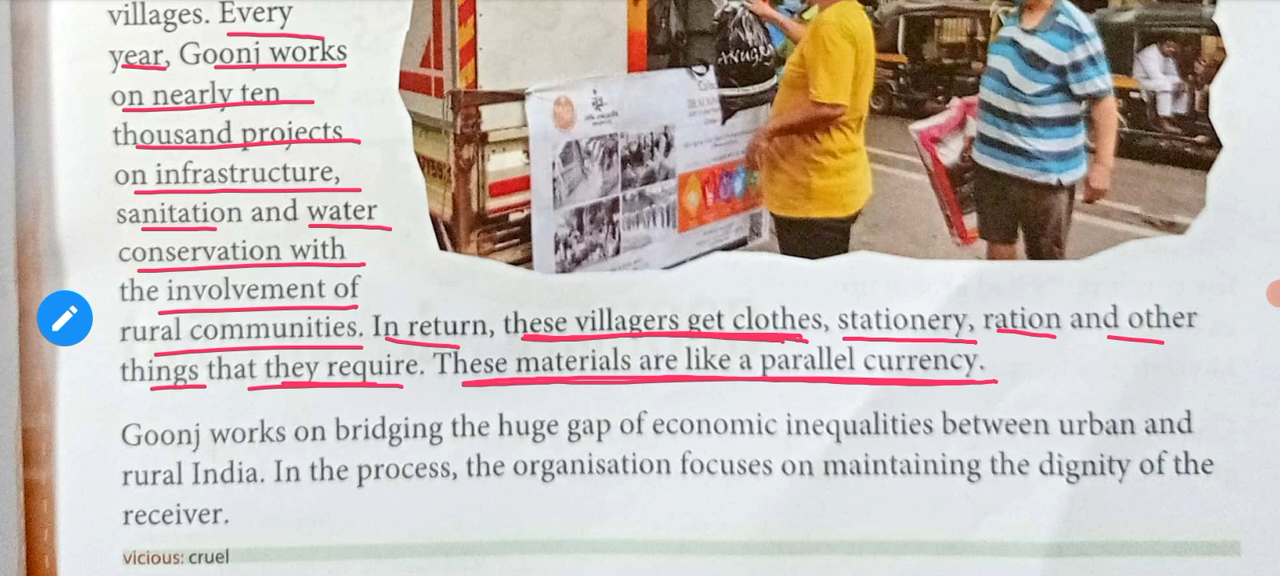 villages. Every
year, Goonj works
on nearly ten
thousand projects
on infrastructure,
sanitation and water
conservation with
the involvement of
rural communities. In return, these villagers get clothes, stationery, ration and other
things that they require. These materials are like a parallel currency.
Goonj works on bridging the huge gap of economic inequalities between urban and
rural India. In the process, the organisation focuses on maintaining the dignity of the
receiver.
vicious: cruel